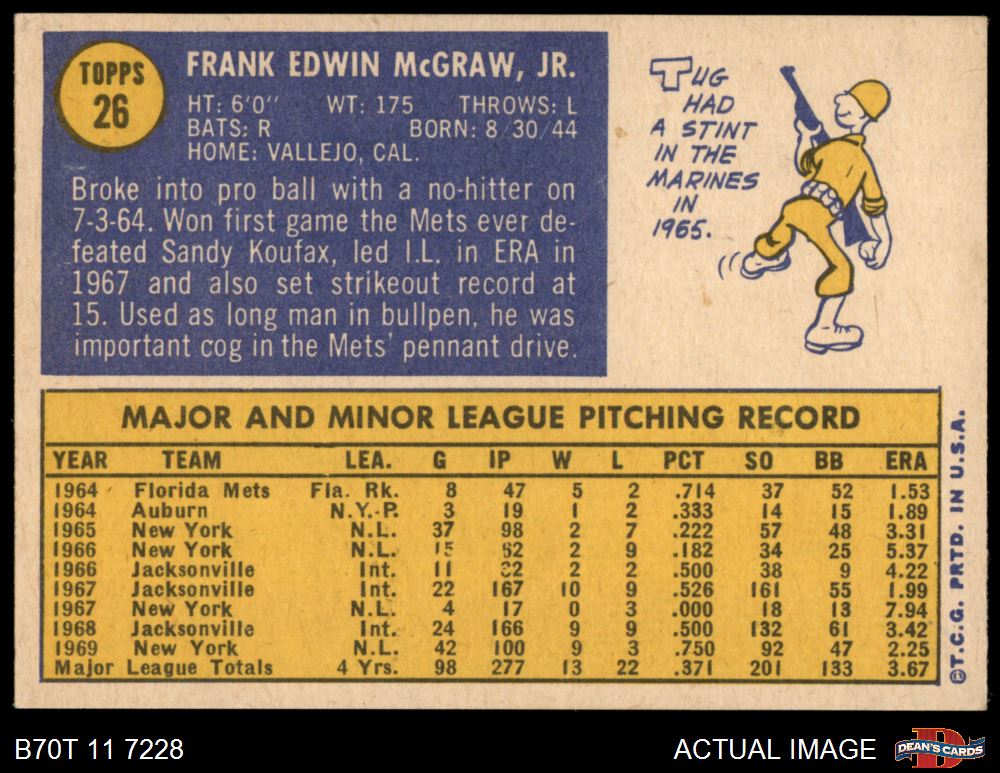 TOPPS
26
FRANK EDWIN McGRAW, JR.
HT: 6'0" WT: 175 THROWS: L
BATS: R BORN: 8/30/44
HOME: VALLEJO, CAL.
Broke into pro ball with a no-hitter on
7-3-64. Won first game the Mets ever de-
feated Sandy Koufax, led I.L. in ERA in
1967 and also set strikeout record at
15. Used as long man in bullpen, he was
important cog in the Mets' pennant drive.
TUG
HAD
A STINT
IN THE
MARINES
IN
1965.
MAJOR AND MINOR LEAGUE PITCHING RECORD
YEAR TEAM LEA. G IP W L PCT SO BB ERA
1964 Florida Mets Fla. Rk. 8 47 5 2 .714 37 52 1.53
1964 Auburn N.Y.-P. 3 19 1 2 .333 14 15 1.89
1965 New York N.L. 37 98 2 7 .222 57 48 3.31
1966 New York N.L. 15 62 2 9 .182 34 25 5.37
1966 Jacksonville Int. 11 32 2 2 .500 38 9 4.22
1967 Jacksonville Int. 22 167 10 9 .526 161 55 1.99
1967 New York N.L. 4 17 0 3 .000 18 13 7.94
1968 Jacksonville Int. 24 166 9 9 .500 132 61 3.42
1969 New York N.L. 42 100 9 3 .750 92 47 2.25
Major League Totals 4 Yrs. 98 277 13 22 .371 201 133 3.67
©T.C.G. PRTD. IN U.S.A.
B70T 11 7228
ACTUAL IMAGE
D
DEAN'S CARDS